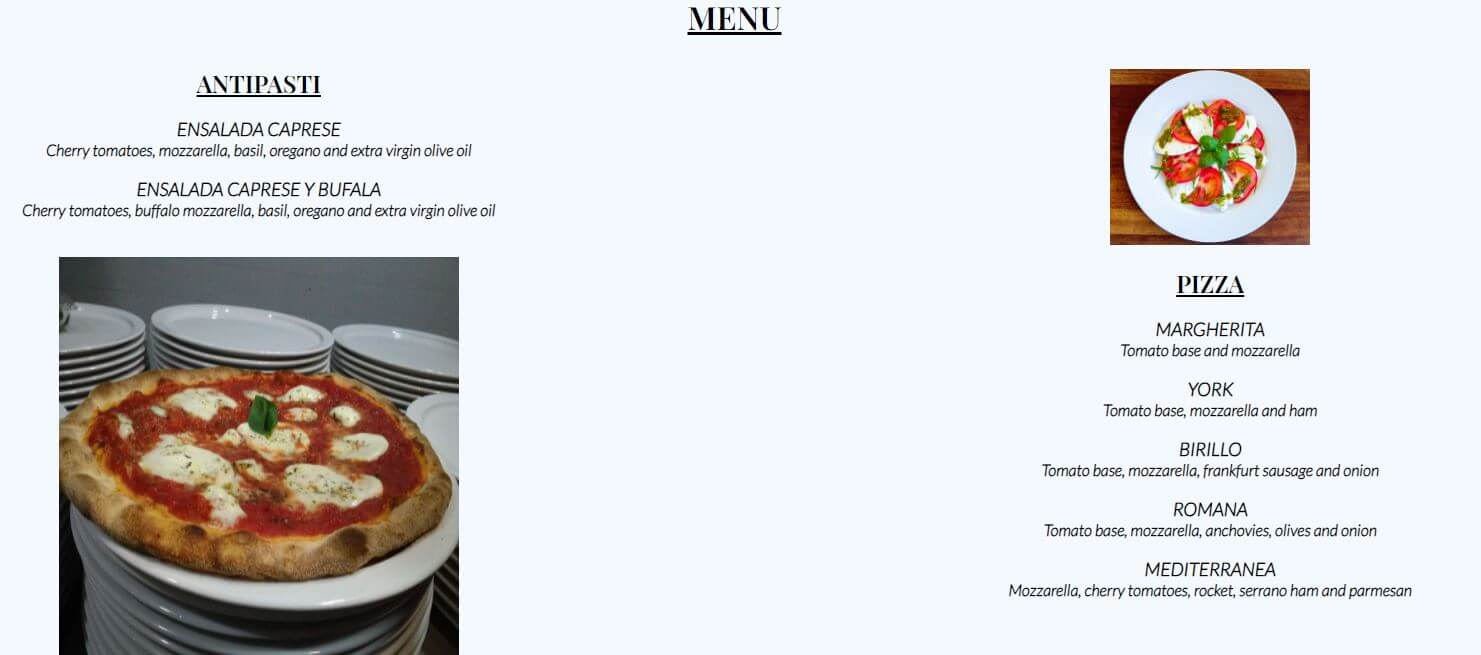 MENU
ANTIPASTI
ENSALADA CAPRESE
Cherry tomatoes, mozzarella, basil, oregano and extra virgin olive oil
ENSALADA CAPRESE Y BUFALA
Cherry tomatoes, buffalo mozzarella, basil, oregano and extra virgin olive oil
PIZZA
MARGHERITA
Tomato base and mozzarella
YORK
Tomato base, mozzarella and ham
BIRILLO
Tomato base, mozzarella, frankfurt sausage and onion
ROMANA
Tomato base, mozzarella, anchovies, olives and onion
MEDITERRANEA
Mozzarella, cherry tomatoes, rocket, serrano ham and parmesan